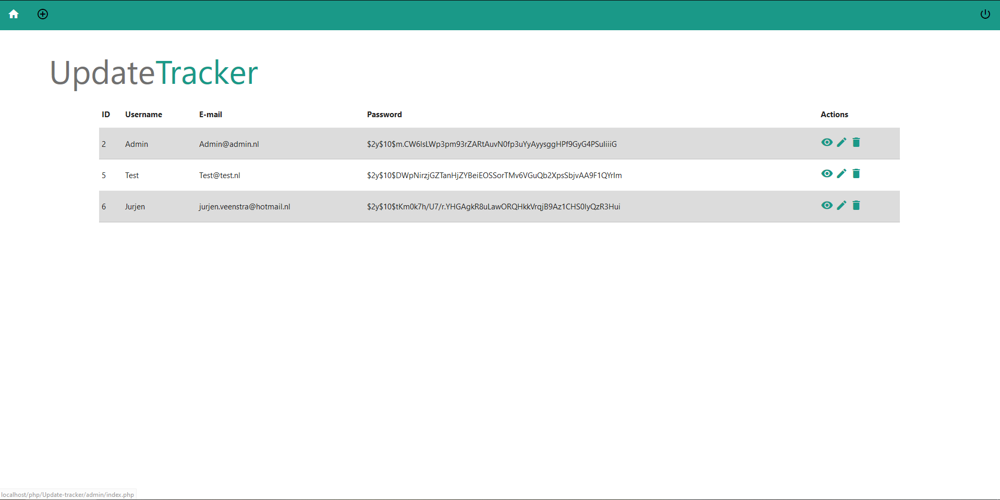 UpdateTracker
ID Username E-mail Password Actions
2 Admin Admin@admin.nl $2y$10$m.CW6lsLWp3pm93rZARtAuvN0fp3uYyAyysggHPf9GyG4PSuIiiiG
5 Test Test@test.nl $2y$10$DWpNirzjGZTanHjZYBeiEOSSorTMv6VGuQb2XpsSbjvAA9F1QYrIm
6 Jurjen jurjen.veenstra@hotmail.nl $2y$10$tKm0k7h/U7/r.YHGAgkR8uLawORQHkkVrqjB9Az1CHS0lyQzR3Hui
localhost/php/Update-tracker/admin/index.php